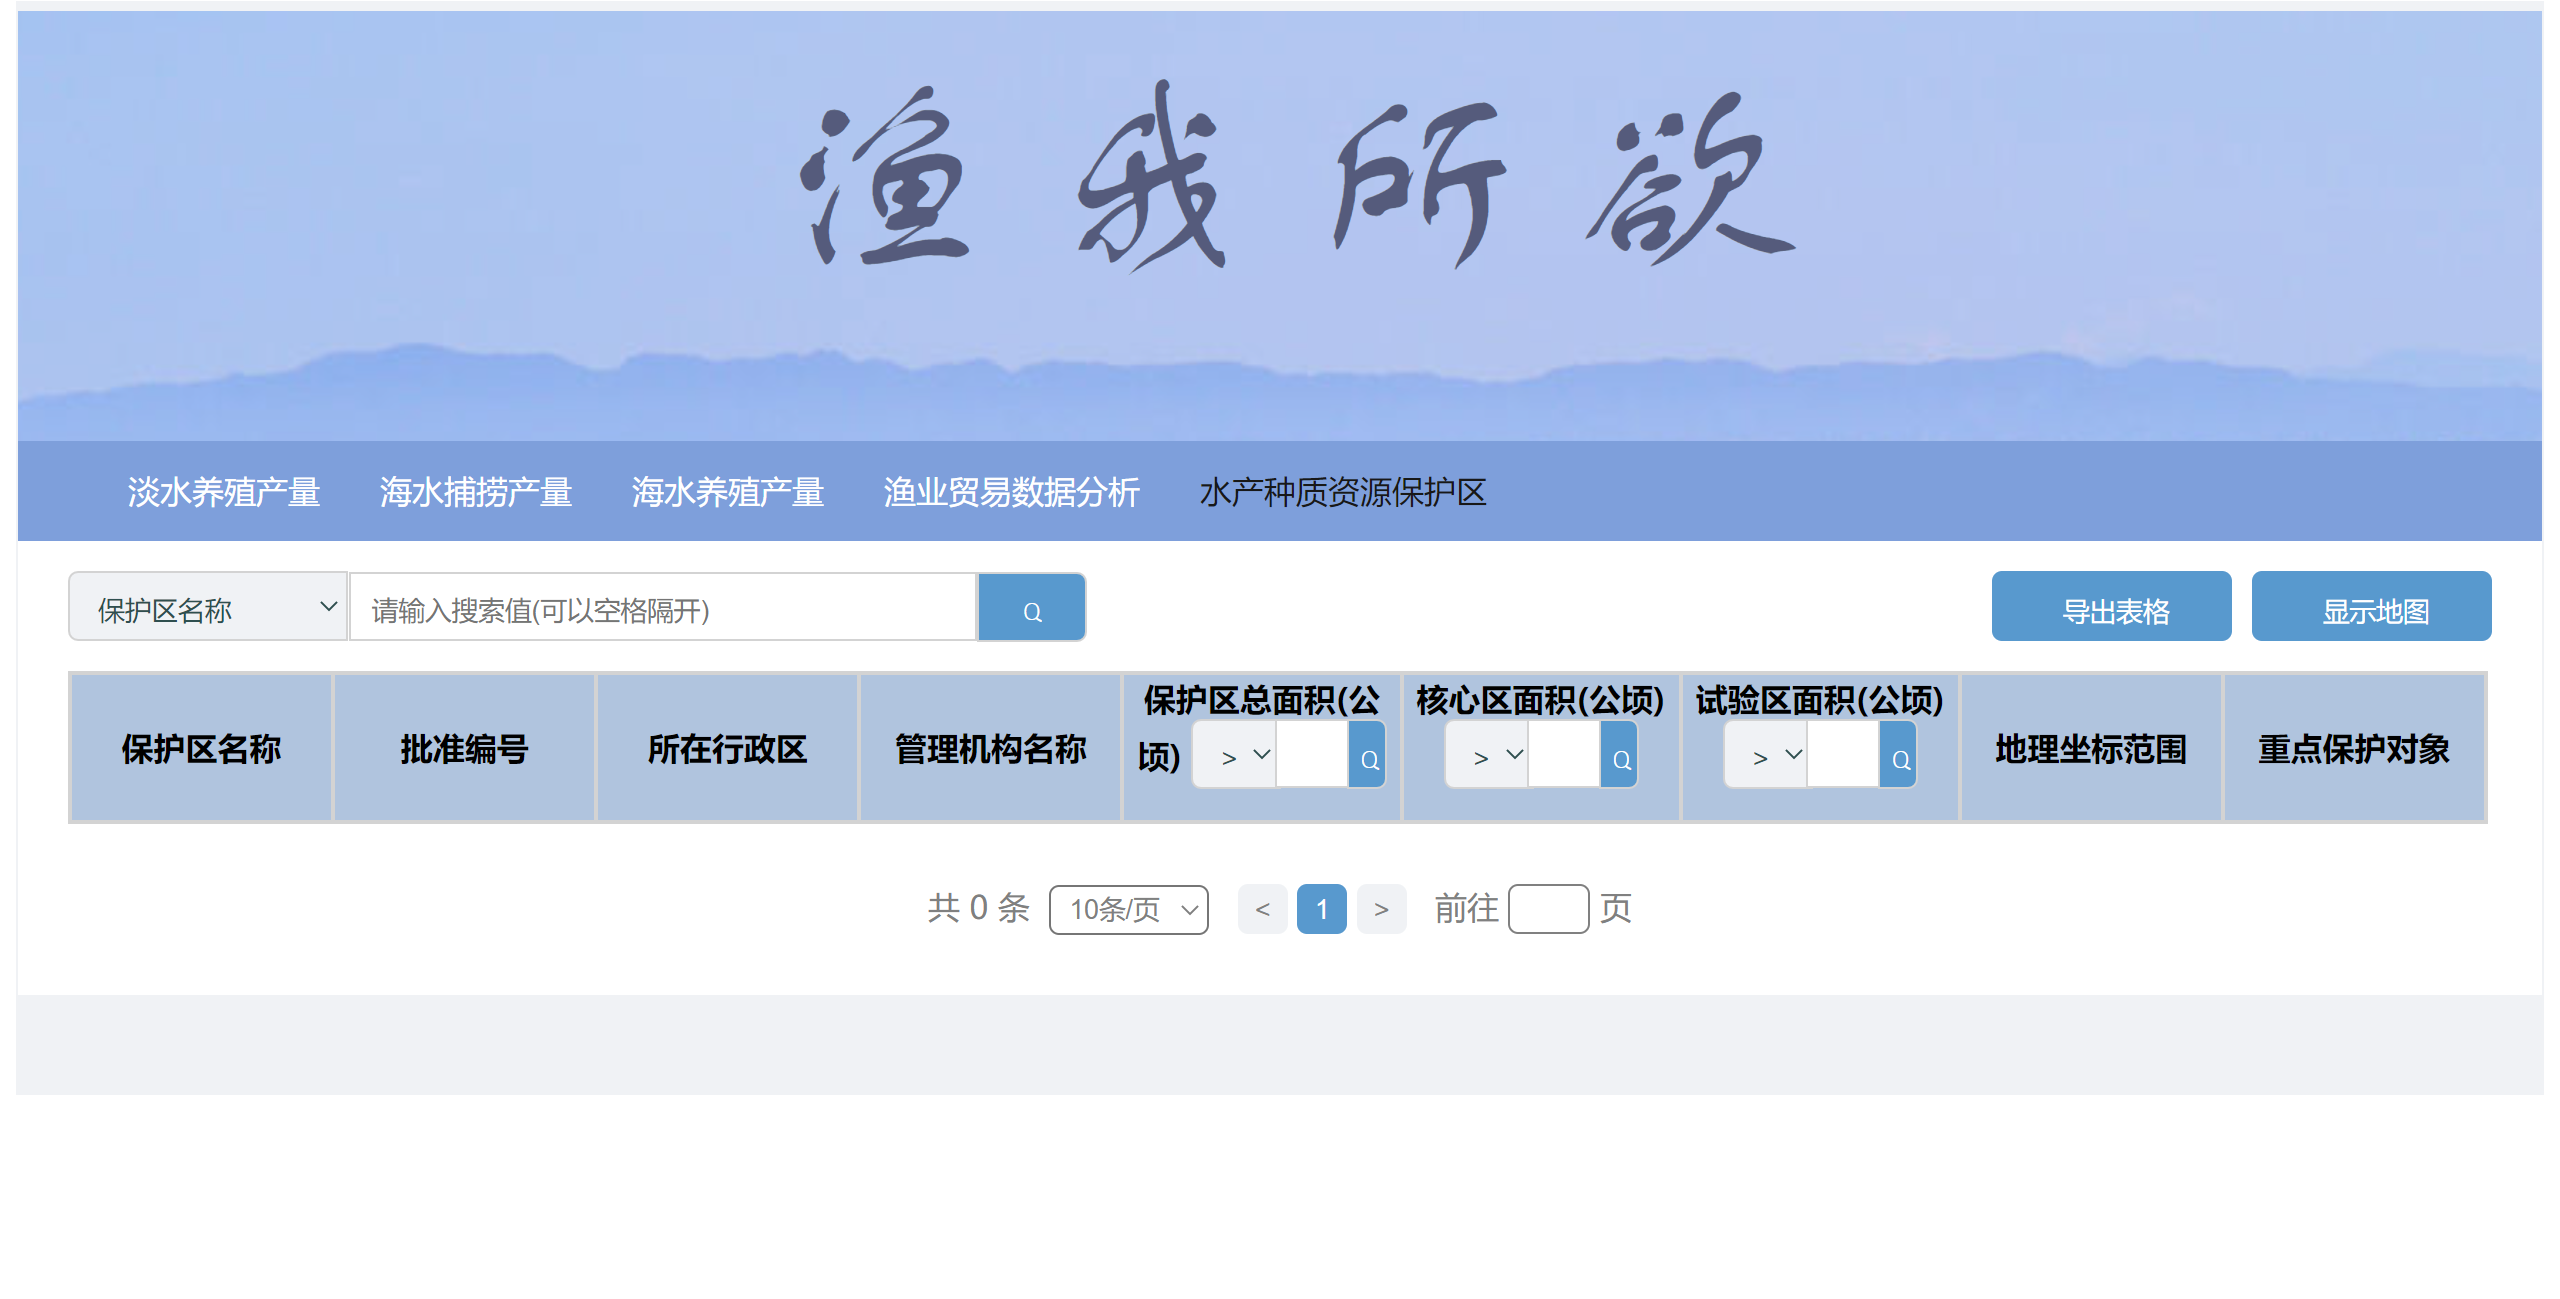 渔我所欲
淡水养殖产量 海水捕捞产量 海水养殖产量 渔业贸易数据分析 水产种质资源保护区
保护区名称 请输入搜索值(可以空格隔开) 导出表格 显示地图
保护区名称 批准编号 所在行政区 管理机构名称 保护区总面积(公顷) > 核心区面积(公顷) > 试验区面积(公顷) > 地理坐标范围 重点保护对象
共 0 条 10条/页 < 1 > 前往 页